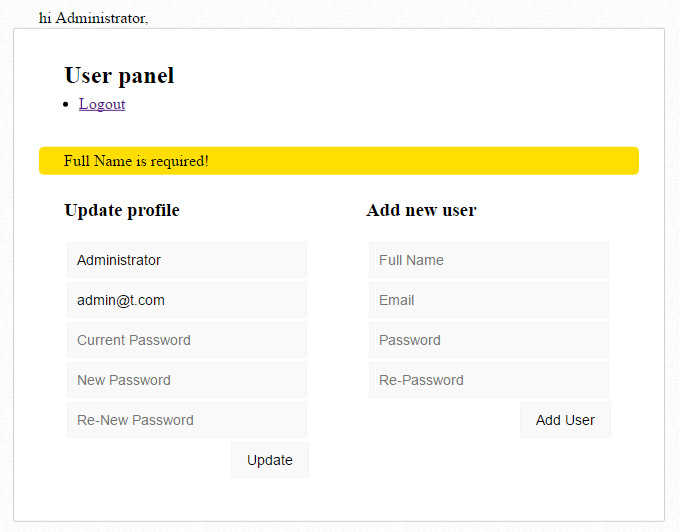 hi Administrator,
User panel
Logout
Full Name is required!
Update profile
Administrator
admin@t.com
Current Password
New Password
Re-New Password
Update
Add new user
Full Name
Email
Password
Re-Password
Add User